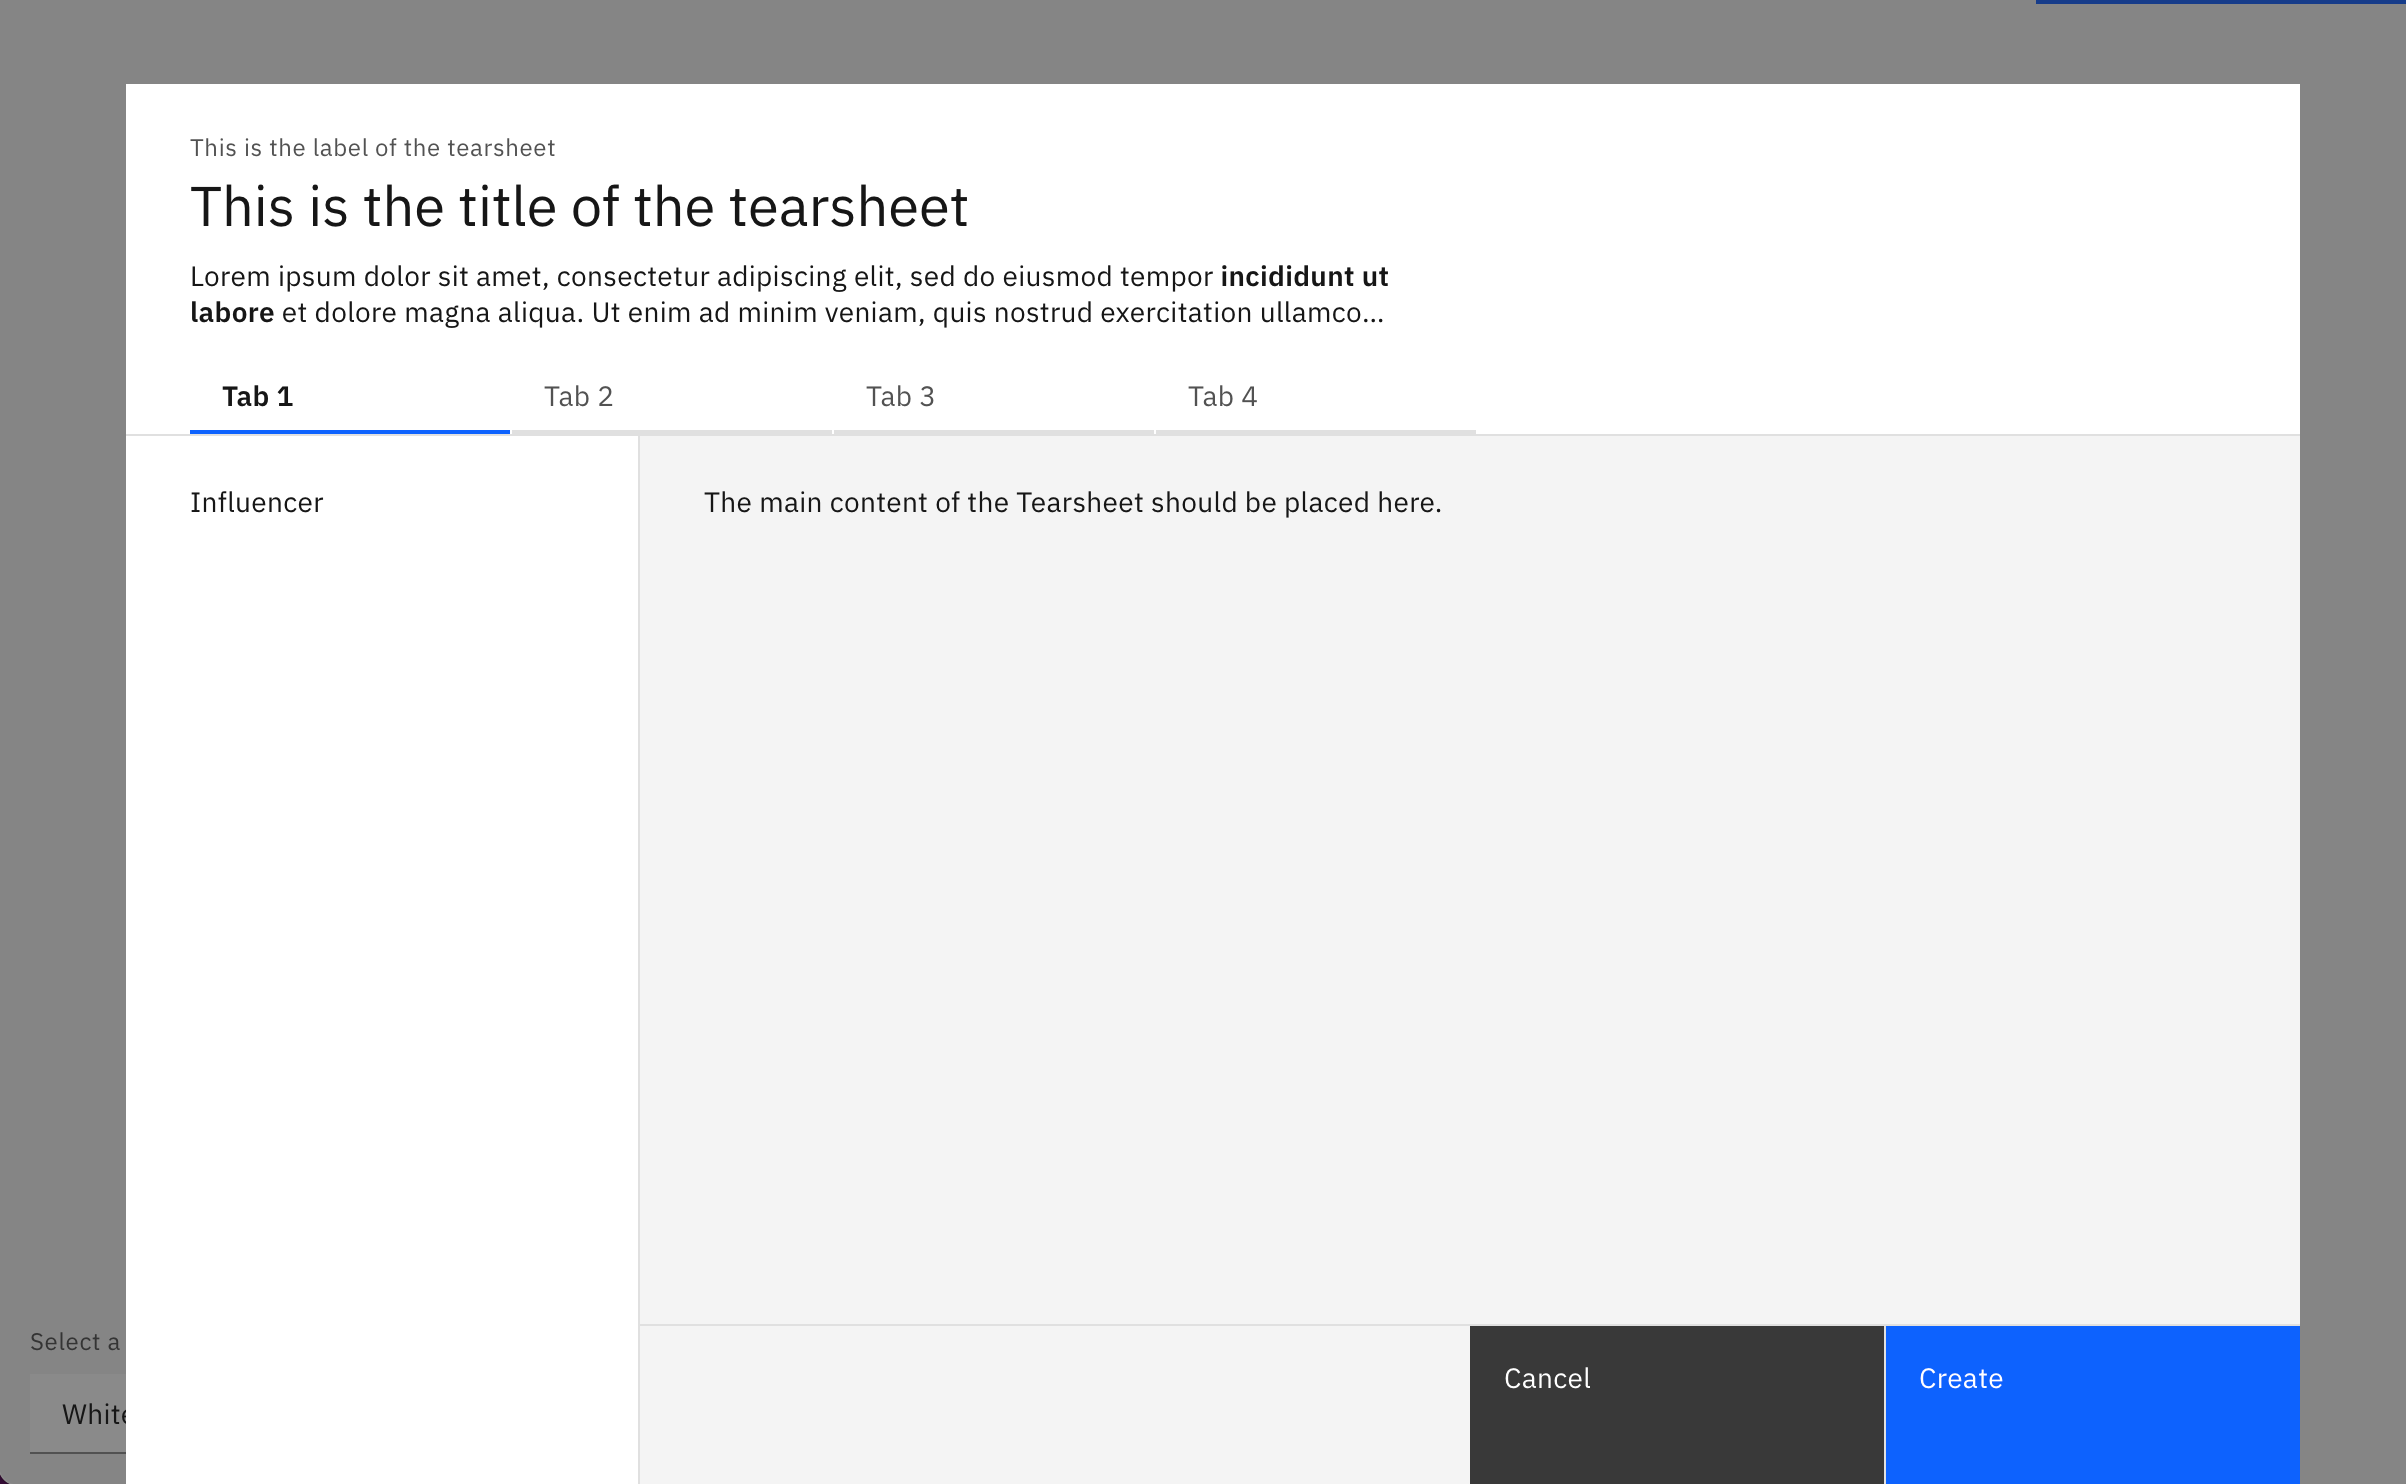 This is the label of the tearsheet
This is the title of the tearsheet
Lorem ipsum dolor sit amet, consectetur adipiscing elit, sed do eiusmod tempor incididunt ut
labore et dolore magna aliqua. Ut enim ad minim veniam, quis nostrud exercitation ullamco...
Tab 1
Tab 2
Tab 3
Tab 4
Influencer
The main content of the Tearsheet should be placed here.
Select a
White
Cancel
Create